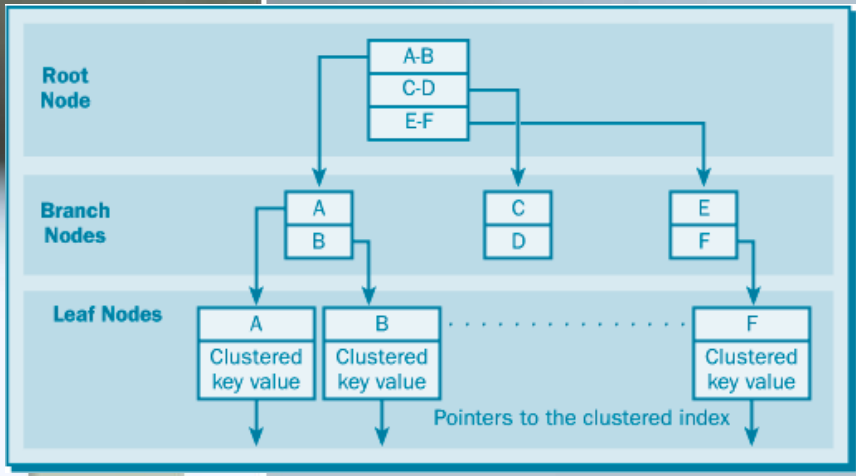 Root
Node
A-B
C-D
E-F
Branch
Nodes
A
B
C
D
E
F
Leaf Nodes
A
Clustered
key value
B
Clustered
key value
F
Clustered
key value
Pointers to the clustered index